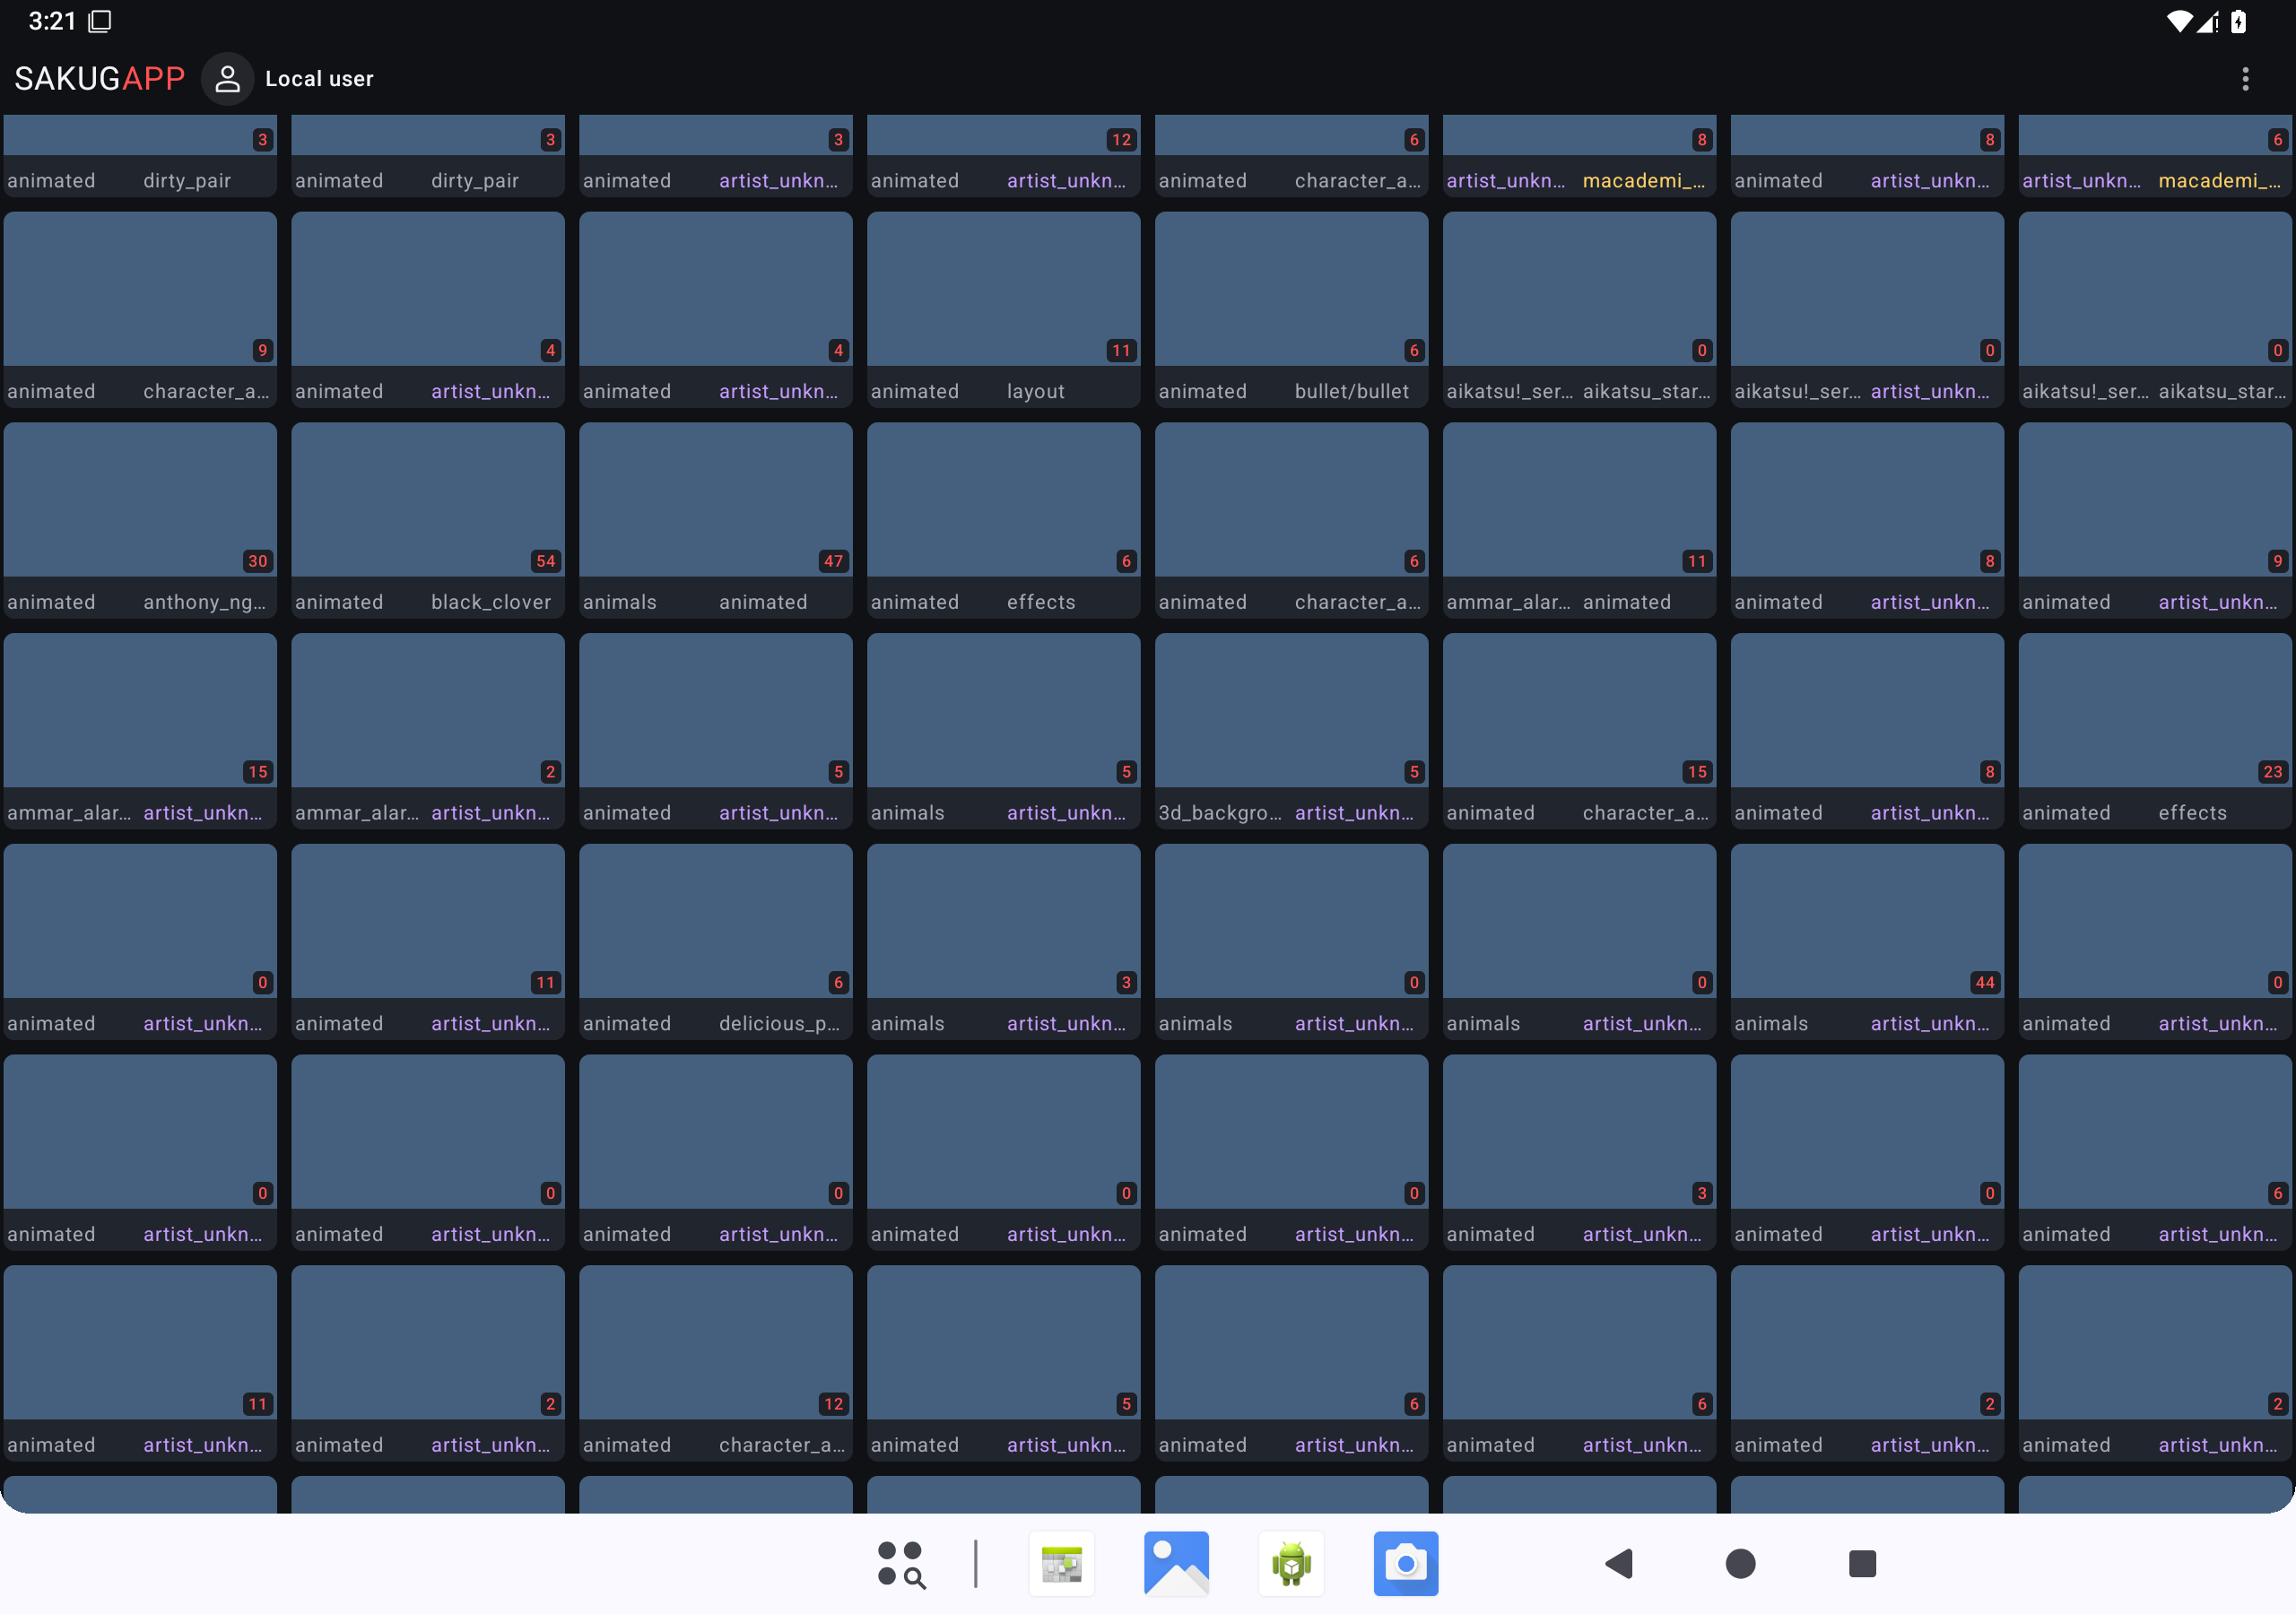 3:21
SAKUGAPP Local user
3 3 3 12 6 8 8 6
animated dirty_pair animated dirty_pair animated artist_unkn... animated artist_unkn... animated character_a... artist_unkn... macademi_... animated artist_unkn... artist_unkn... macademi_...
9 4 4 11 6 0 0 0
animated character_a... animated artist_unkn... animated artist_unkn... animated layout animated bullet/bullet aikatsu!_ser... aikatsu_star... aikatsu!_ser... artist_unkn... aikatsu!_ser... aikatsu_star...
30 54 47 6 6 11 8 9
animated anthony_ng... animated black_clover animals animated animated effects animated character_a... ammar_alar... animated animated artist_unkn... animated artist_unkn...
15 2 5 5 5 15 8 23
ammar_alar... artist_unkn... ammar_alar... artist_unkn... animated artist_unkn... animals artist_unkn... 3d_backgro... artist_unkn... animated character_a... animated artist_unkn... animated effects
0 11 6 3 0 0 44 0
animated artist_unkn... animated artist_unkn... animated delicious_p... animals artist_unkn... animals artist_unkn... animals artist_unkn... animals artist_unkn... animated artist_unkn...
0 0 0 0 0 3 0 6
animated artist_unkn... animated artist_unkn... animated artist_unkn... animated artist_unkn... animated artist_unkn... animated artist_unkn... animated artist_unkn... animated artist_unkn...
11 2 12 5 6 6 2 2
animated artist_unkn... animated artist_unkn... animated character_a... animated artist_unkn... animated artist_unkn... animated artist_unkn... animated artist_unkn... animated artist_unkn...